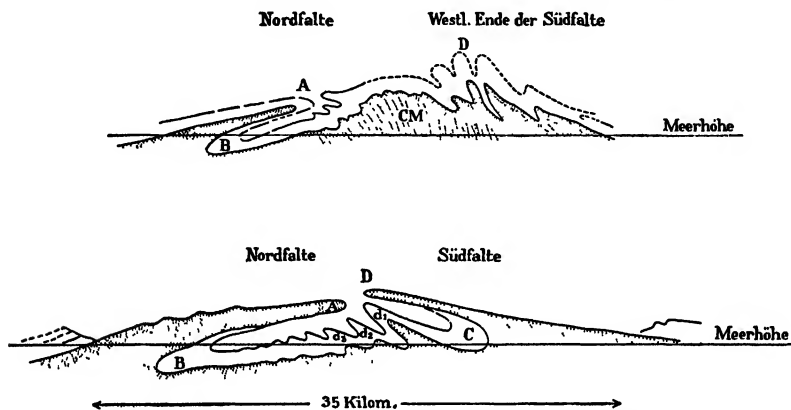 Nordfalte Westl. Ende der Südfalte
D
A
CM
B
Meerhöhe
Nordfalte Südfalte
D
A
d₁
d₃ d₂ C
B
Meerhöhe
35 Kilom.